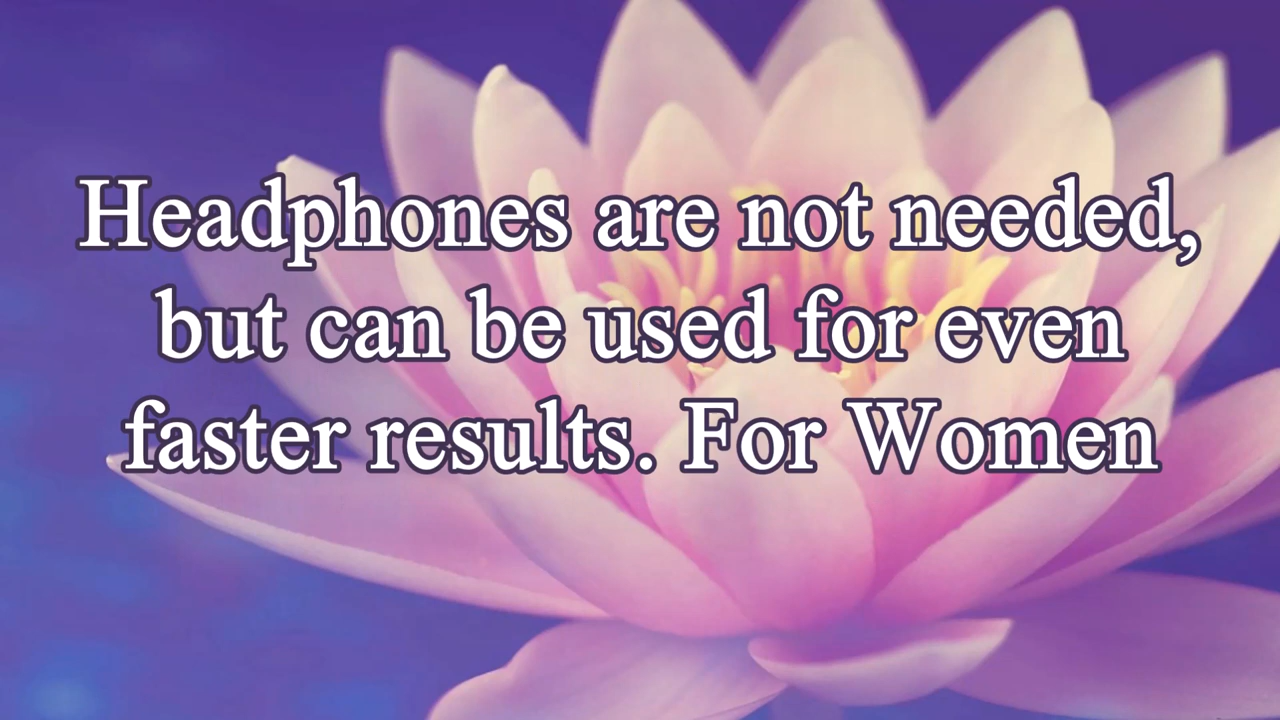 Headphones are not needed,
but can be used for even
faster results. For Women